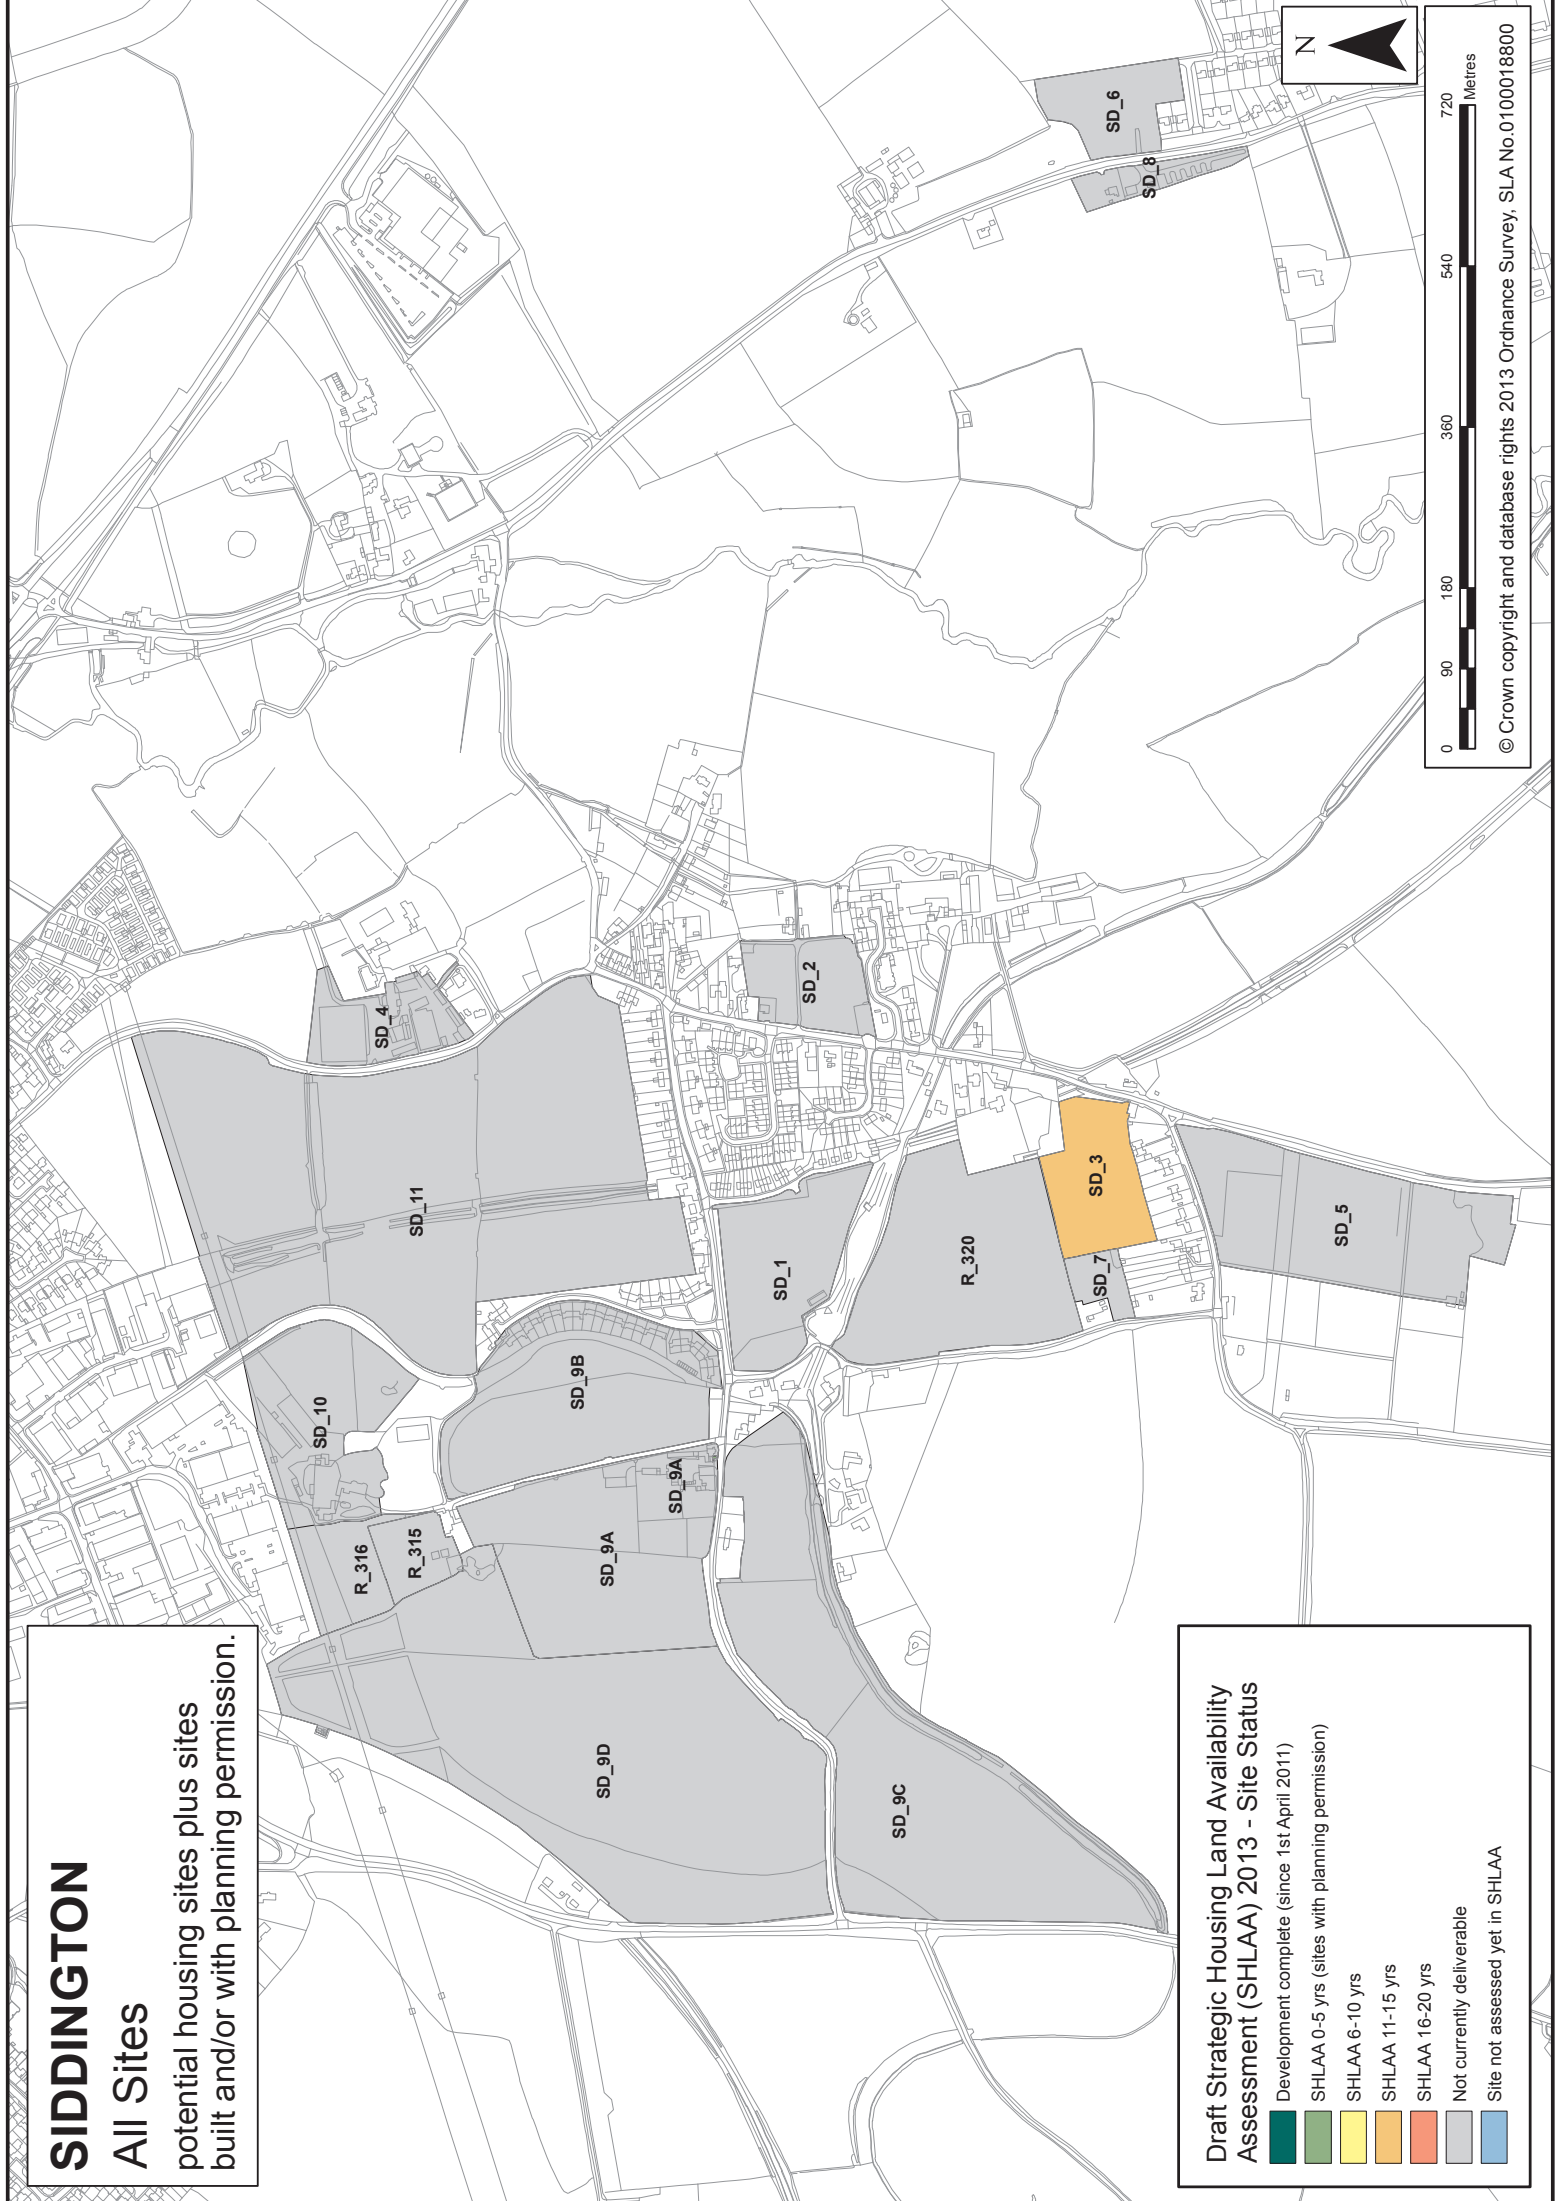 SIDDINGTON
All Sites
potential housing sites plus sites
built and/or with planning permission.
R_316
R_315
SD_10
SD_11
SD_4
SD_9D
SD_9A
SD_9A
SD_9B
SD_9C
SD_1
SD_2
R_320
SD_3
SD_7
SD_5
SD_6
SD_8
Draft Strategic Housing Land Availability
Assessment (SHLAA) 2013 - Site Status
Development complete (since 1st April 2011)
SHLAA 0-5 yrs (sites with planning permission)
SHLAA 6-10 yrs
SHLAA 11-15 yrs
SHLAA 16-20 yrs
Not currently deliverable
Site not assessed yet in SHLAA
N
0 90 180 360 540 720
Metres
© Crown copyright and database rights 2013 Ordnance Survey, SLA No.0100018800